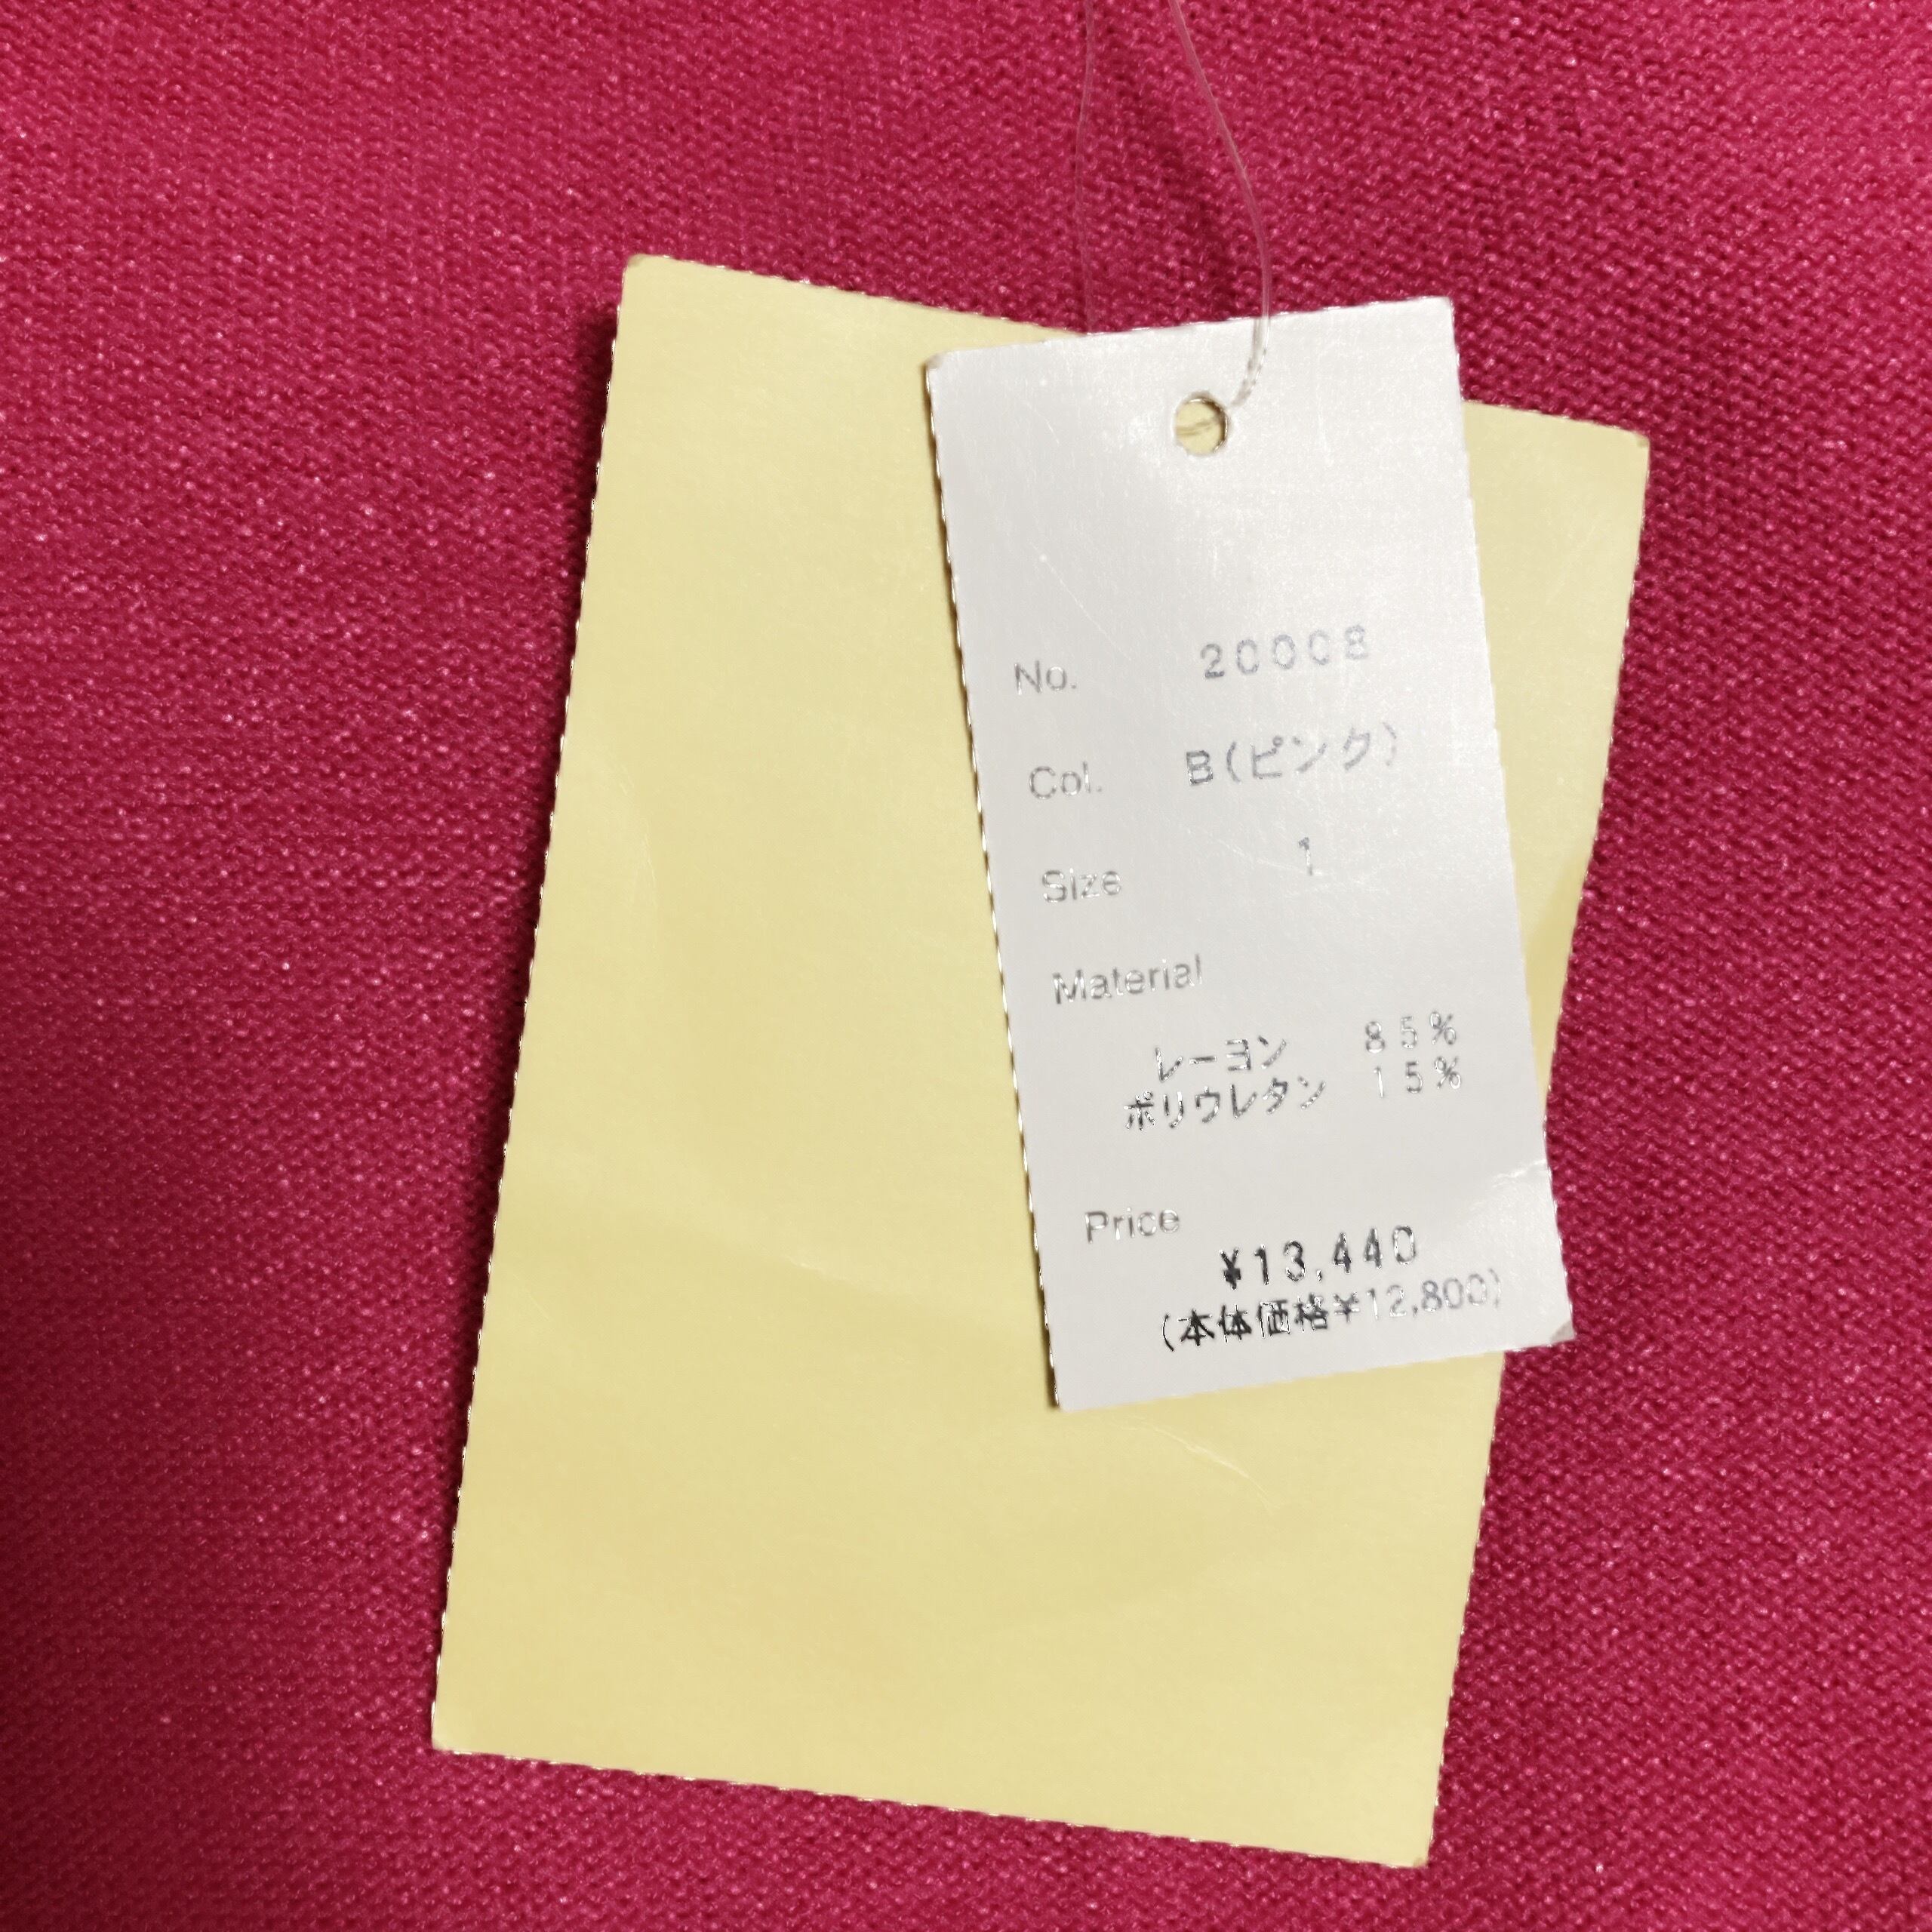 No. 20008
Col. B(ピンク)
Size 1
Material
レーヨン 85%
ポリウレタン 15%
Price
¥13,440
(本体価格¥12,800)